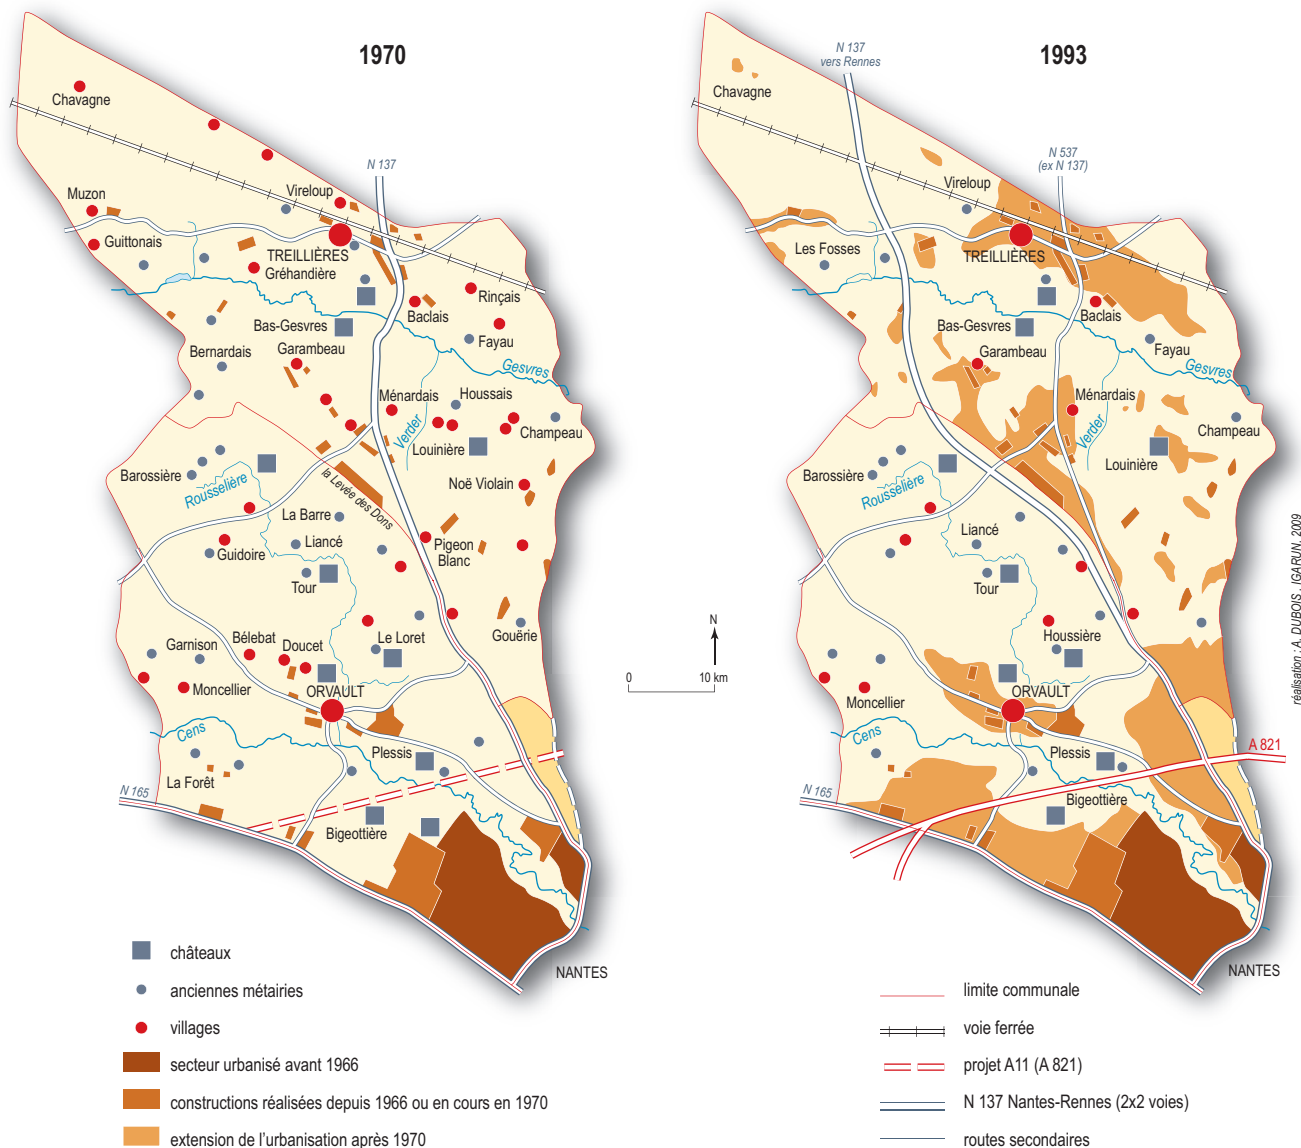 1970
Chavagne
N 137
Vireloup
Muzon
Guittonais
TREILLIÈRES
Gréhandière
Rinçais
Baclais
Bas-Gesvres
Fayau
Garambeau
Bernardais
Gesvres
Ménardais
Houssais
Verder
Champeau
Louinière
Barossière
Rousselière
la Levée des Dons
Noë Violain
La Barre
Liancé
Guidoire
Pigeon
Blanc
Tour
Gouërie
Garnison
Bélebat
Doucet
Le Loret
Moncellier
ORVAULT
Cens
Plessis
La Forêt
N 165
Bigeottière
NANTES
1993
N 137
vers Rennes
Chavagne
N 537
(ex N 137)
Vireloup
Les Fosses
TREILLIÈRES
Baclais
Bas-Gesvres
Fayau
Garambeau
Gesvres
Ménardais
Verder
Champeau
Louinière
Barossière
Rousselière
Liancé
Tour
Houssière
Moncellier
ORVAULT
Cens
Plessis
A 821
N 165
Bigeottière
NANTES
N
0 10 km
réalisation : A. DUBOIS . IGARUN. 2009
châteaux
anciennes métairies
villages
secteur urbanisé avant 1966
constructions réalisées depuis 1966 ou en cours en 1970
extension de l'urbanisation après 1970
limite communale
voie ferrée
projet A11 (A 821)
N 137 Nantes-Rennes (2x2 voies)
routes secondaires